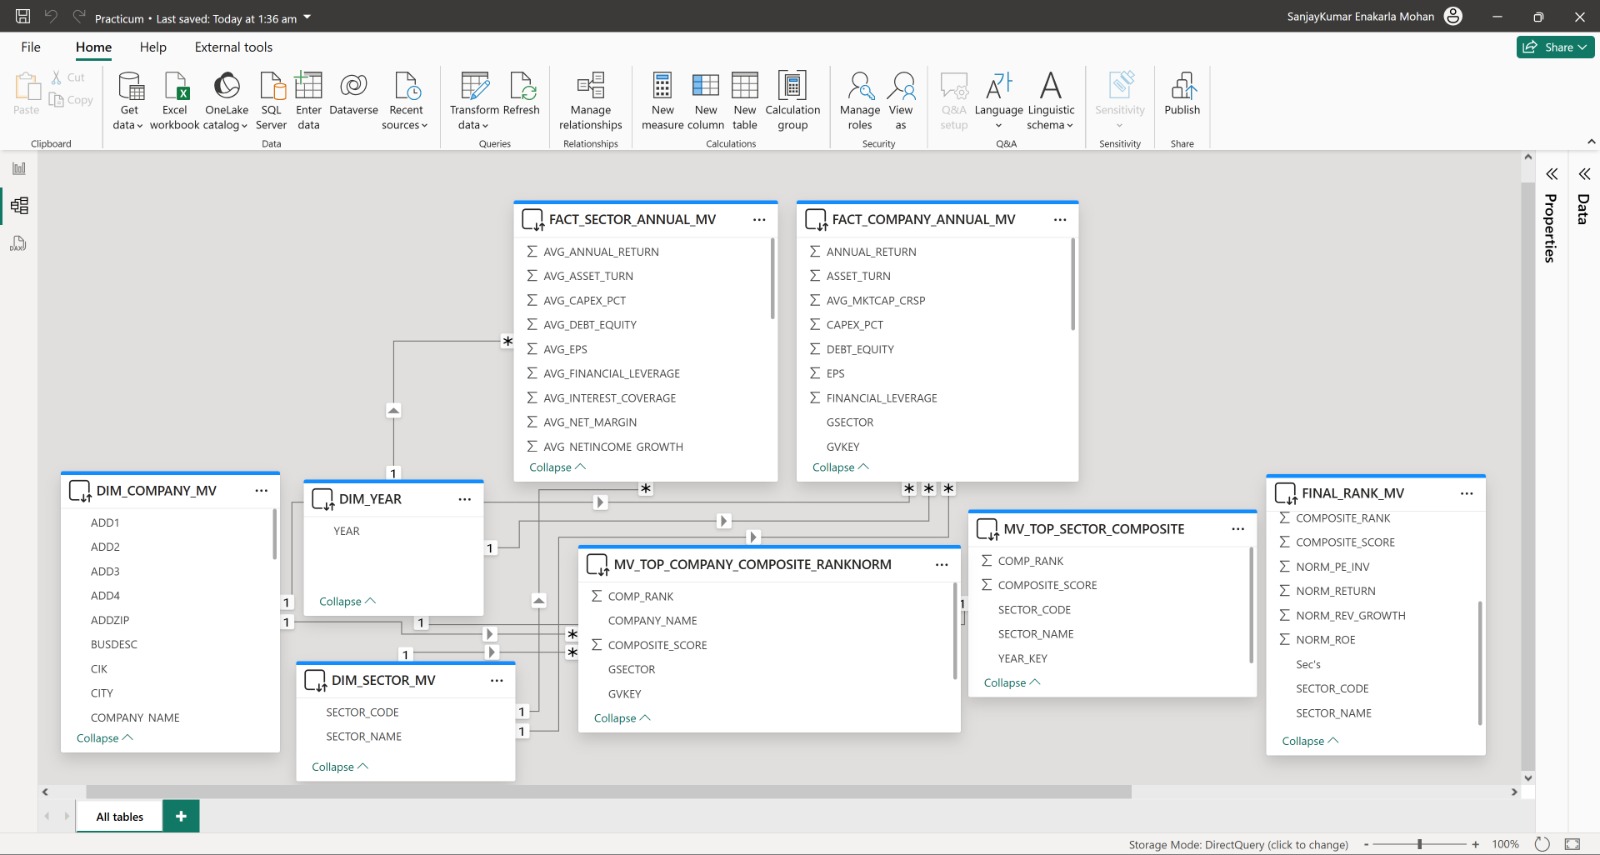 Practicum • Last saved: Today at 1:36 am
SanjayKumar Enakarla Mohan
File
Home
Help
External tools
Share
Paste
Cut
Copy
Get data
Excel workbook
OneLake catalog
SQL Server
Enter data
Dataverse
Recent sources
Transform data
Refresh
Manage relationships
New measure
New column
New table
Calculation group
Manage roles
View as
Q&A setup
Language
Linguistic schema
Sensitivity
Publish
Clipboard
Data
Queries
Relationships
Calculations
Security
Q&A
Sensitivity
Share
DAX
Properties
Data
FACT_SECTOR_ANNUAL_MV
AVG_ANNUAL_RETURN
AVG_ASSET_TURN
AVG_CAPEX_PCT
AVG_DEBT_EQUITY
AVG_EPS
AVG_FINANCIAL_LEVERAGE
AVG_INTEREST_COVERAGE
AVG_NET_MARGIN
AVG_NETINCOME_GROWTH
Collapse
FACT_COMPANY_ANNUAL_MV
ANNUAL_RETURN
ASSET_TURN
AVG_MKTCAP_CRSP
CAPEX_PCT
DEBT_EQUITY
EPS
FINANCIAL_LEVERAGE
GSECTOR
GVKEY
Collapse
DIM_COMPANY_MV
ADD1
ADD2
ADD3
ADD4
ADDZIP
BUSDESC
CIK
CITY
COMPANY_NAME
Collapse
DIM_YEAR
YEAR
Collapse
DIM_SECTOR_MV
SECTOR_CODE
SECTOR_NAME
Collapse
MV_TOP_COMPANY_COMPOSITE_RANKNORM
COMP_RANK
COMPANY_NAME
COMPOSITE_SCORE
GSECTOR
GVKEY
Collapse
MV_TOP_SECTOR_COMPOSITE
COMP_RANK
COMPOSITE_SCORE
SECTOR_CODE
SECTOR_NAME
YEAR_KEY
Collapse
FINAL_RANK_MV
COMPOSITE_RANK
COMPOSITE_SCORE
NORM_PE_INV
NORM_RETURN
NORM_REV_GROWTH
NORM_ROE
Sec's
SECTOR_CODE
SECTOR_NAME
Collapse
1
1
1
1
1
1
1
1
1
All tables
Storage Mode: DirectQuery (click to change)
100%